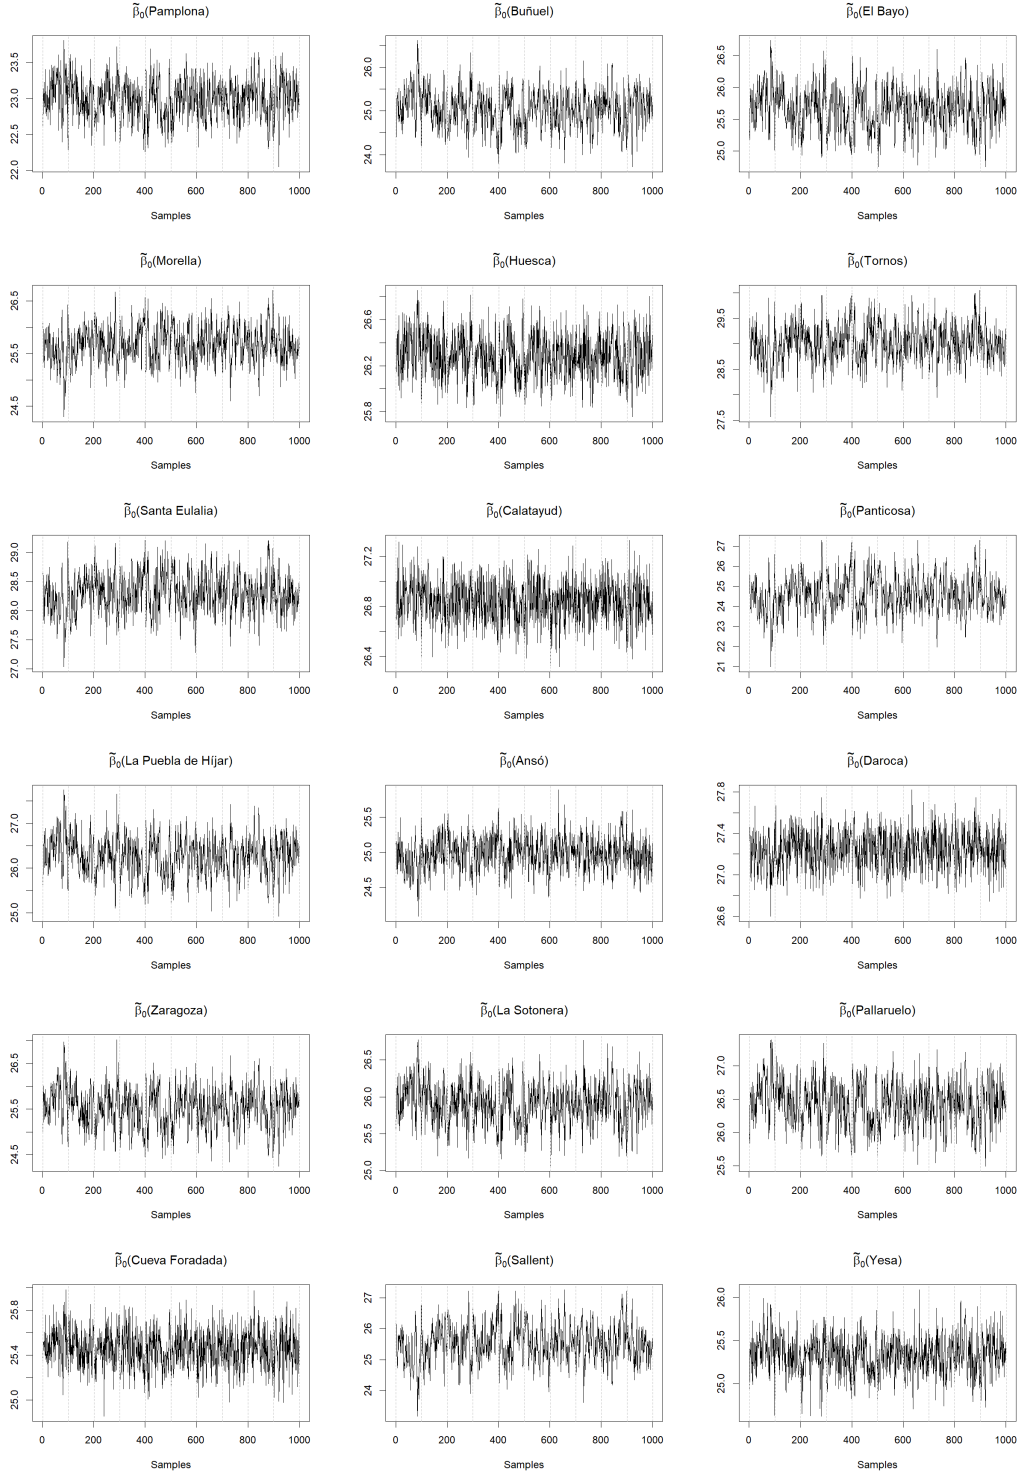 β̃₀(Pamplona) β̃₀(Buñuel) β̃₀(El Bayo)
22.0 22.5 23.0 23.5 24.0 25.0 26.0 25.0 25.5 26.0 26.5
0 200 400 600 800 1000 0 200 400 600 800 1000 0 200 400 600 800 1000
Samples Samples Samples
β̃₀(Morella) β̃₀(Huesca) β̃₀(Tornos)
24.5 25.5 26.5 25.8 26.2 26.6 27.5 28.5 29.5
0 200 400 600 800 1000 0 200 400 600 800 1000 0 200 400 600 800 1000
Samples Samples Samples
β̃₀(Santa Eulalia) β̃₀(Calatayud) β̃₀(Panticosa)
27.0 27.5 28.0 28.5 29.0 26.4 26.8 27.2 21 22 23 24 25 26 27
0 200 400 600 800 1000 0 200 400 600 800 1000 0 200 400 600 800 1000
Samples Samples Samples
β̃₀(La Puebla de Híjar) β̃₀(Ansó) β̃₀(Daroca)
25.0 26.0 27.0 24.5 25.0 25.5 26.6 27.0 27.4 27.8
0 200 400 600 800 1000 0 200 400 600 800 1000 0 200 400 600 800 1000
Samples Samples Samples
β̃₀(Zaragoza) β̃₀(La Sotonera) β̃₀(Pallaruelo)
24.5 25.5 26.5 25.0 25.5 26.0 26.5 25.5 26.0 26.5 27.0
0 200 400 600 800 1000 0 200 400 600 800 1000 0 200 400 600 800 1000
Samples Samples Samples
β̃₀(Cueva Foradada) β̃₀(Sallent) β̃₀(Yesa)
25.0 25.4 25.8 24 25 26 27 25.0 25.5 26.0
0 200 400 600 800 1000 0 200 400 600 800 1000 0 200 400 600 800 1000
Samples Samples Samples